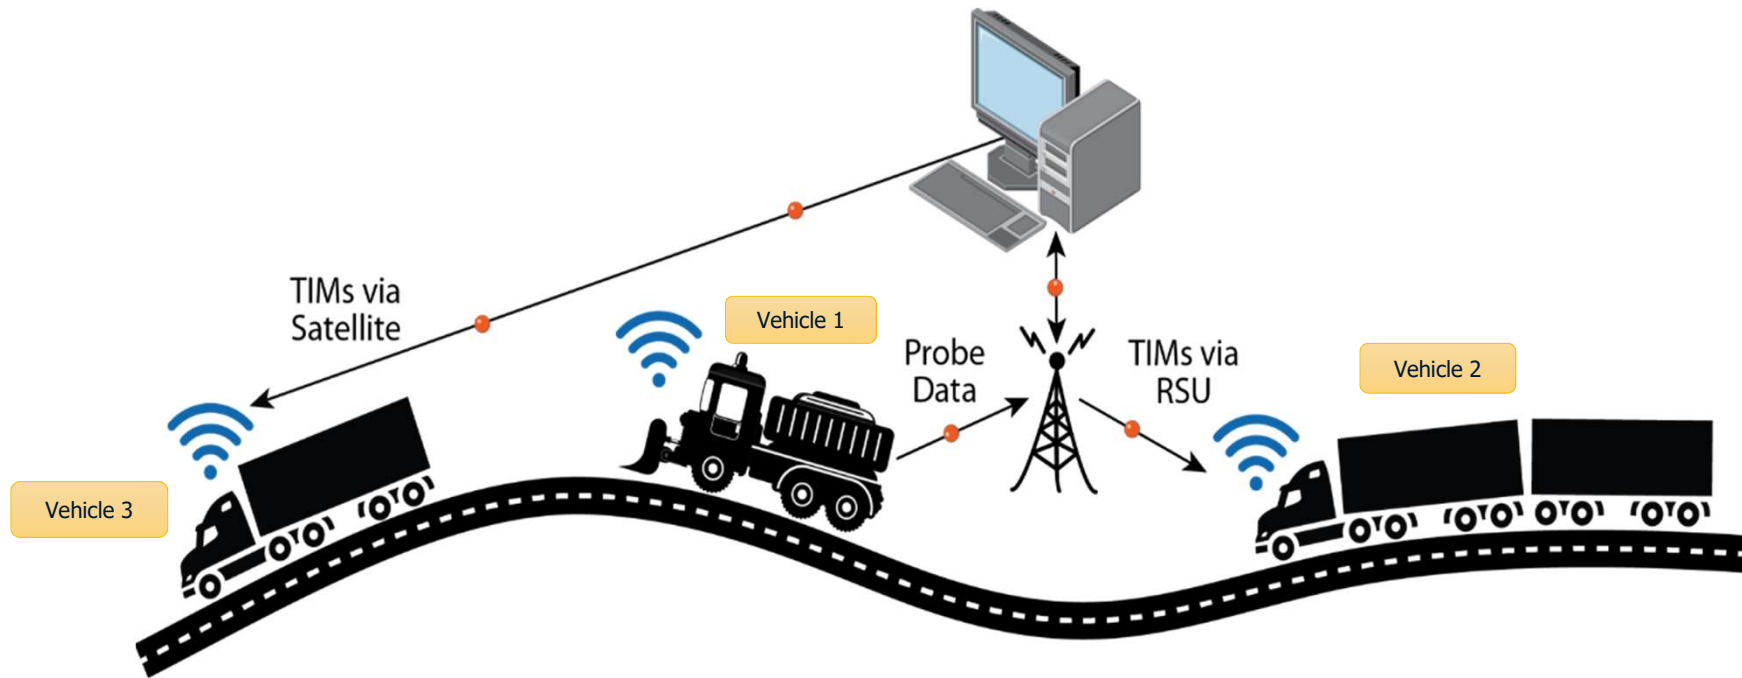 TIMs via
Satellite
Vehicle 1
Probe
Data
TIMs via
RSU
Vehicle 2
Vehicle 3